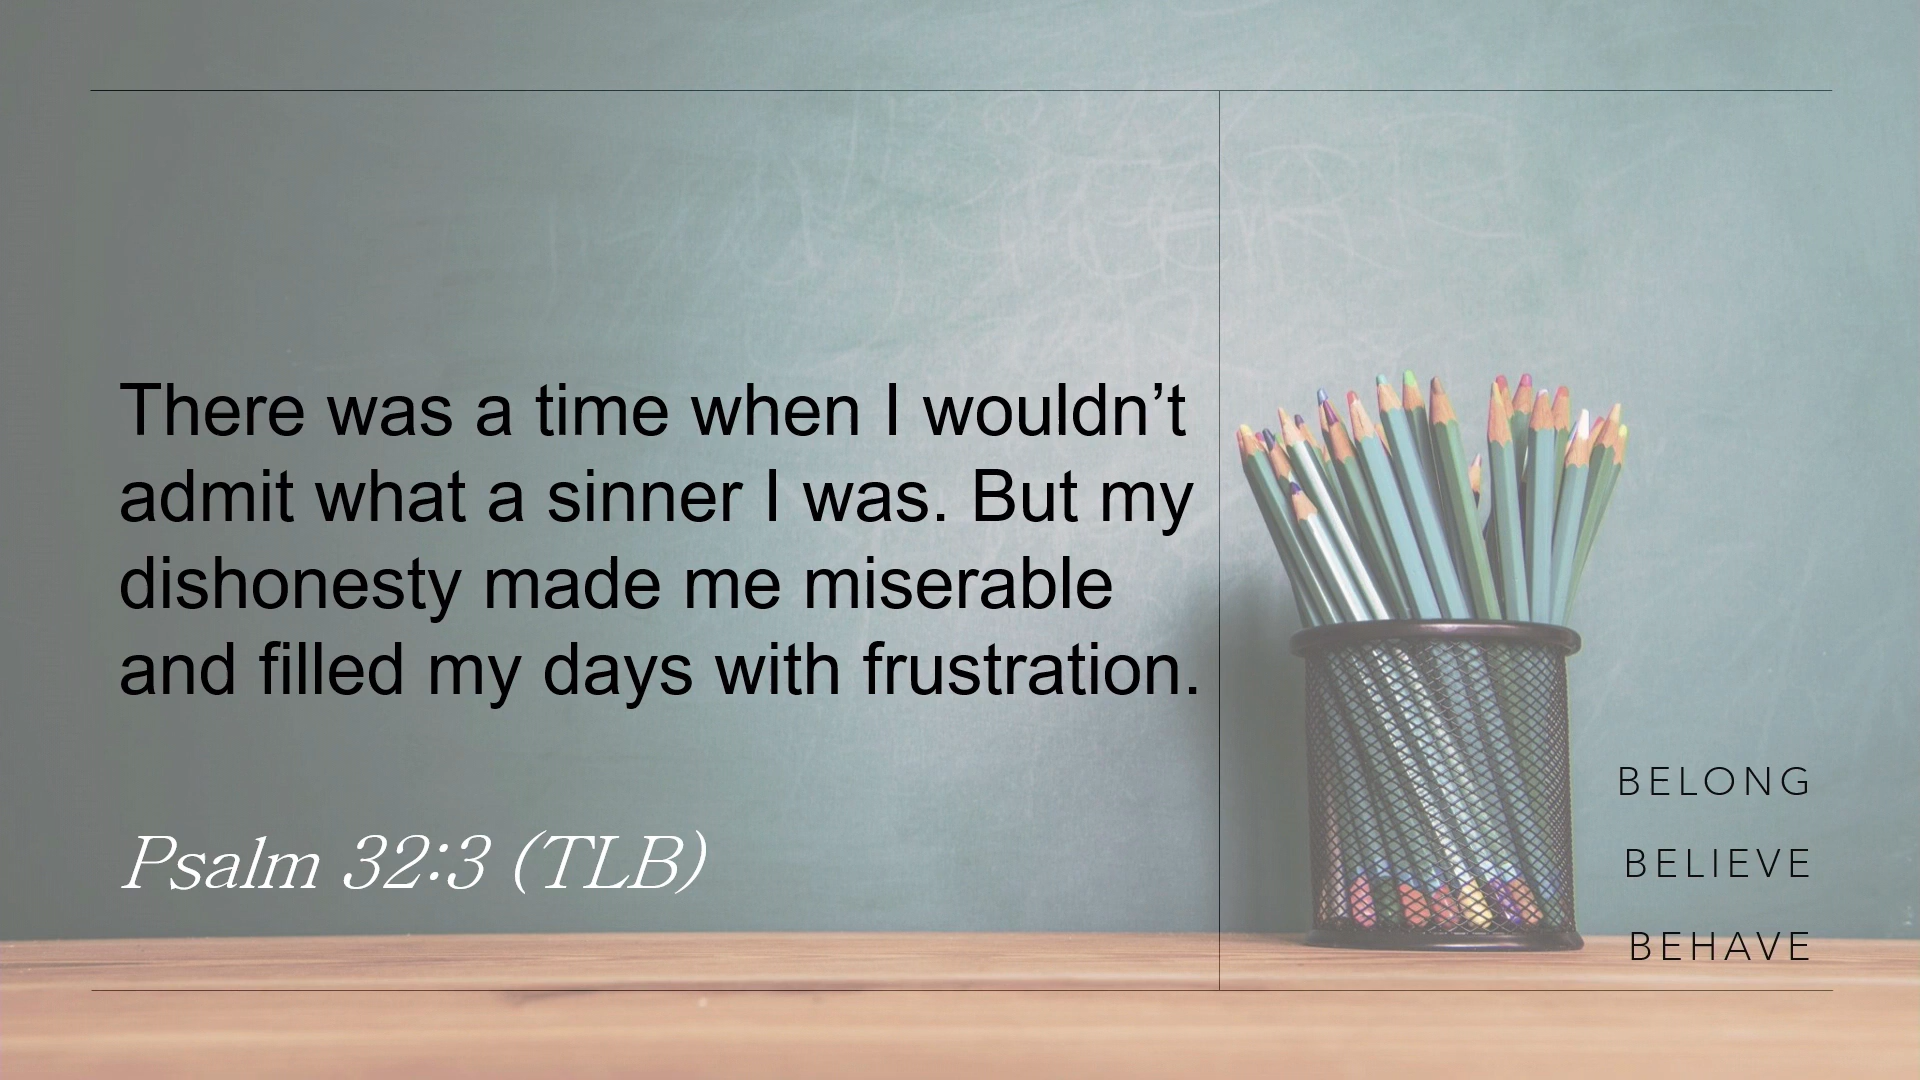 There was a time when I wouldn’t
admit what a sinner I was. But my
dishonesty made me miserable
and filled my days with frustration.
Psalm 32:3 (TLB)
BELONG
BELIEVE
BEHAVE